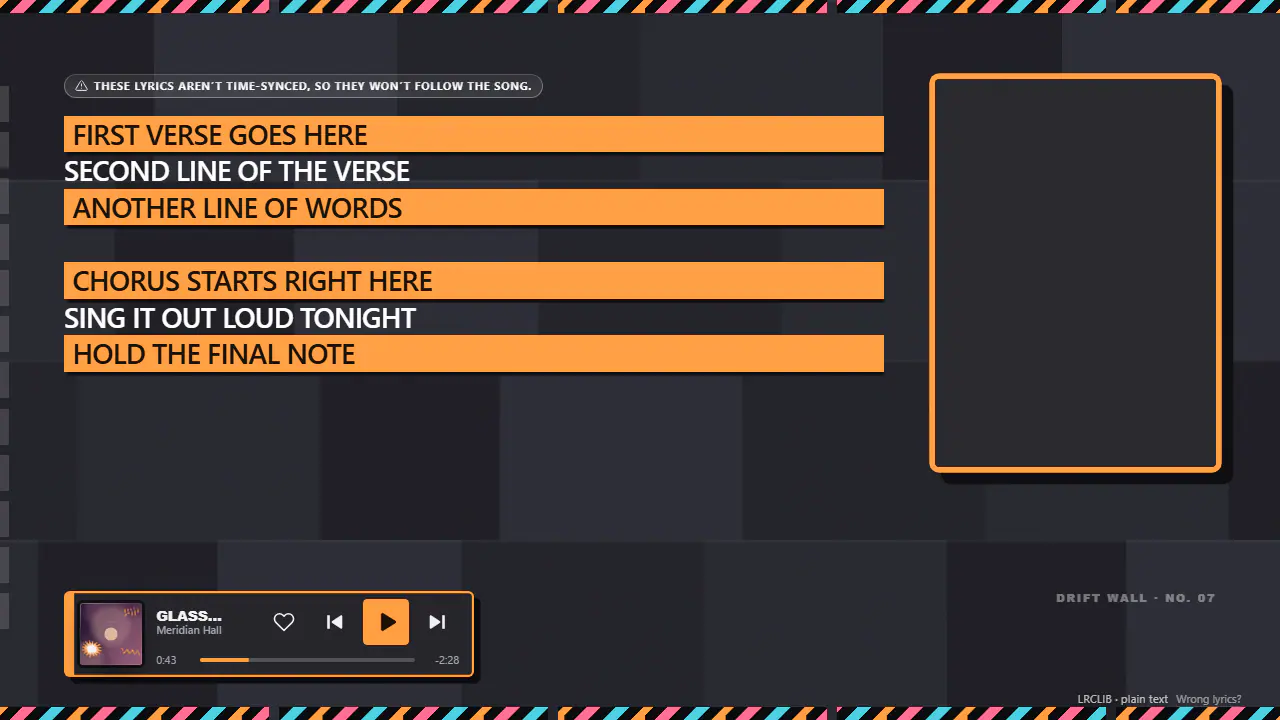 ⚠ THESE LYRICS AREN'T TIME-SYNCED, SO THEY WON'T FOLLOW THE SONG.
FIRST VERSE GOES HERE
SECOND LINE OF THE VERSE
ANOTHER LINE OF WORDS
CHORUS STARTS RIGHT HERE
SING IT OUT LOUD TONIGHT
HOLD THE FINAL NOTE
GLASS...
Meridian Hall
0:43
-2:28
DRIFT WALL · NO. 07
LRCLIB · plain text Wrong lyrics?